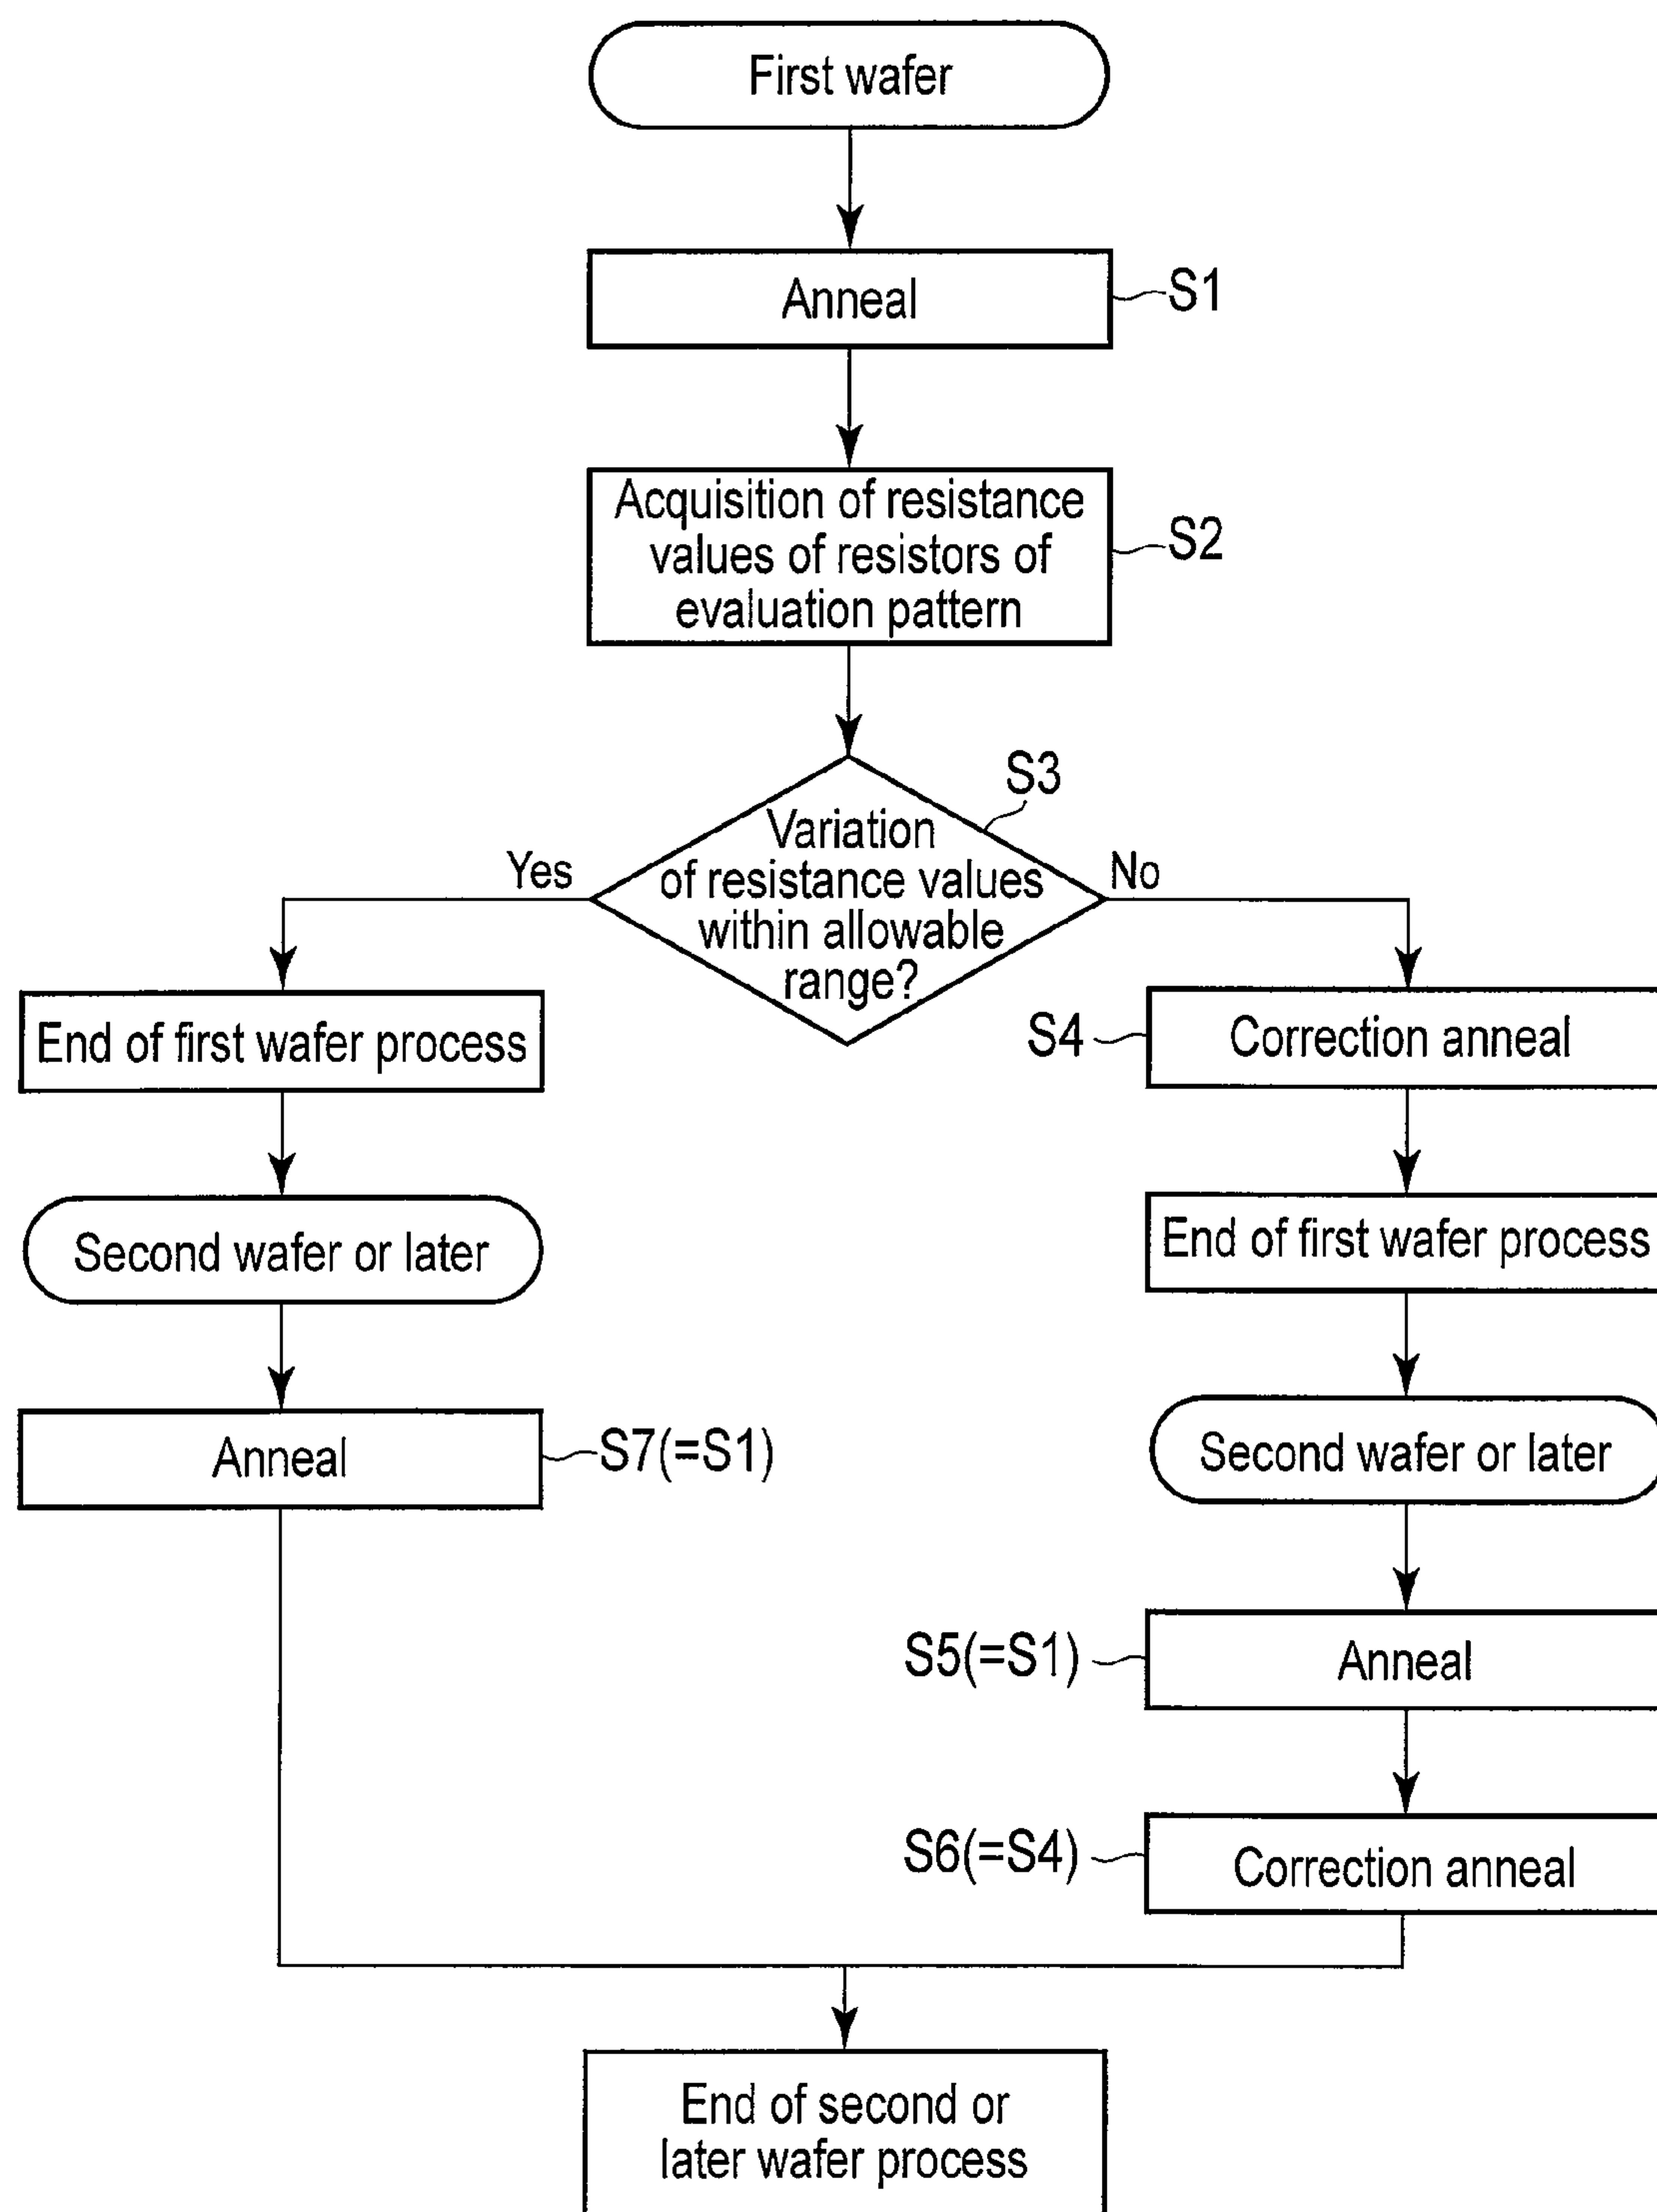 First wafer
Anneal
S1
Acquisition of resistance
values of resistors of
evaluation pattern
S2
S3
Variation
of resistance values
within allowable
range?
Yes
No
End of first wafer process
S4
Correction anneal
End of first wafer process
Second wafer or later
Second wafer or later
Anneal
S7(=S1)
S5(=S1)
Anneal
S6(=S4)
Correction anneal
End of second or
later wafer process